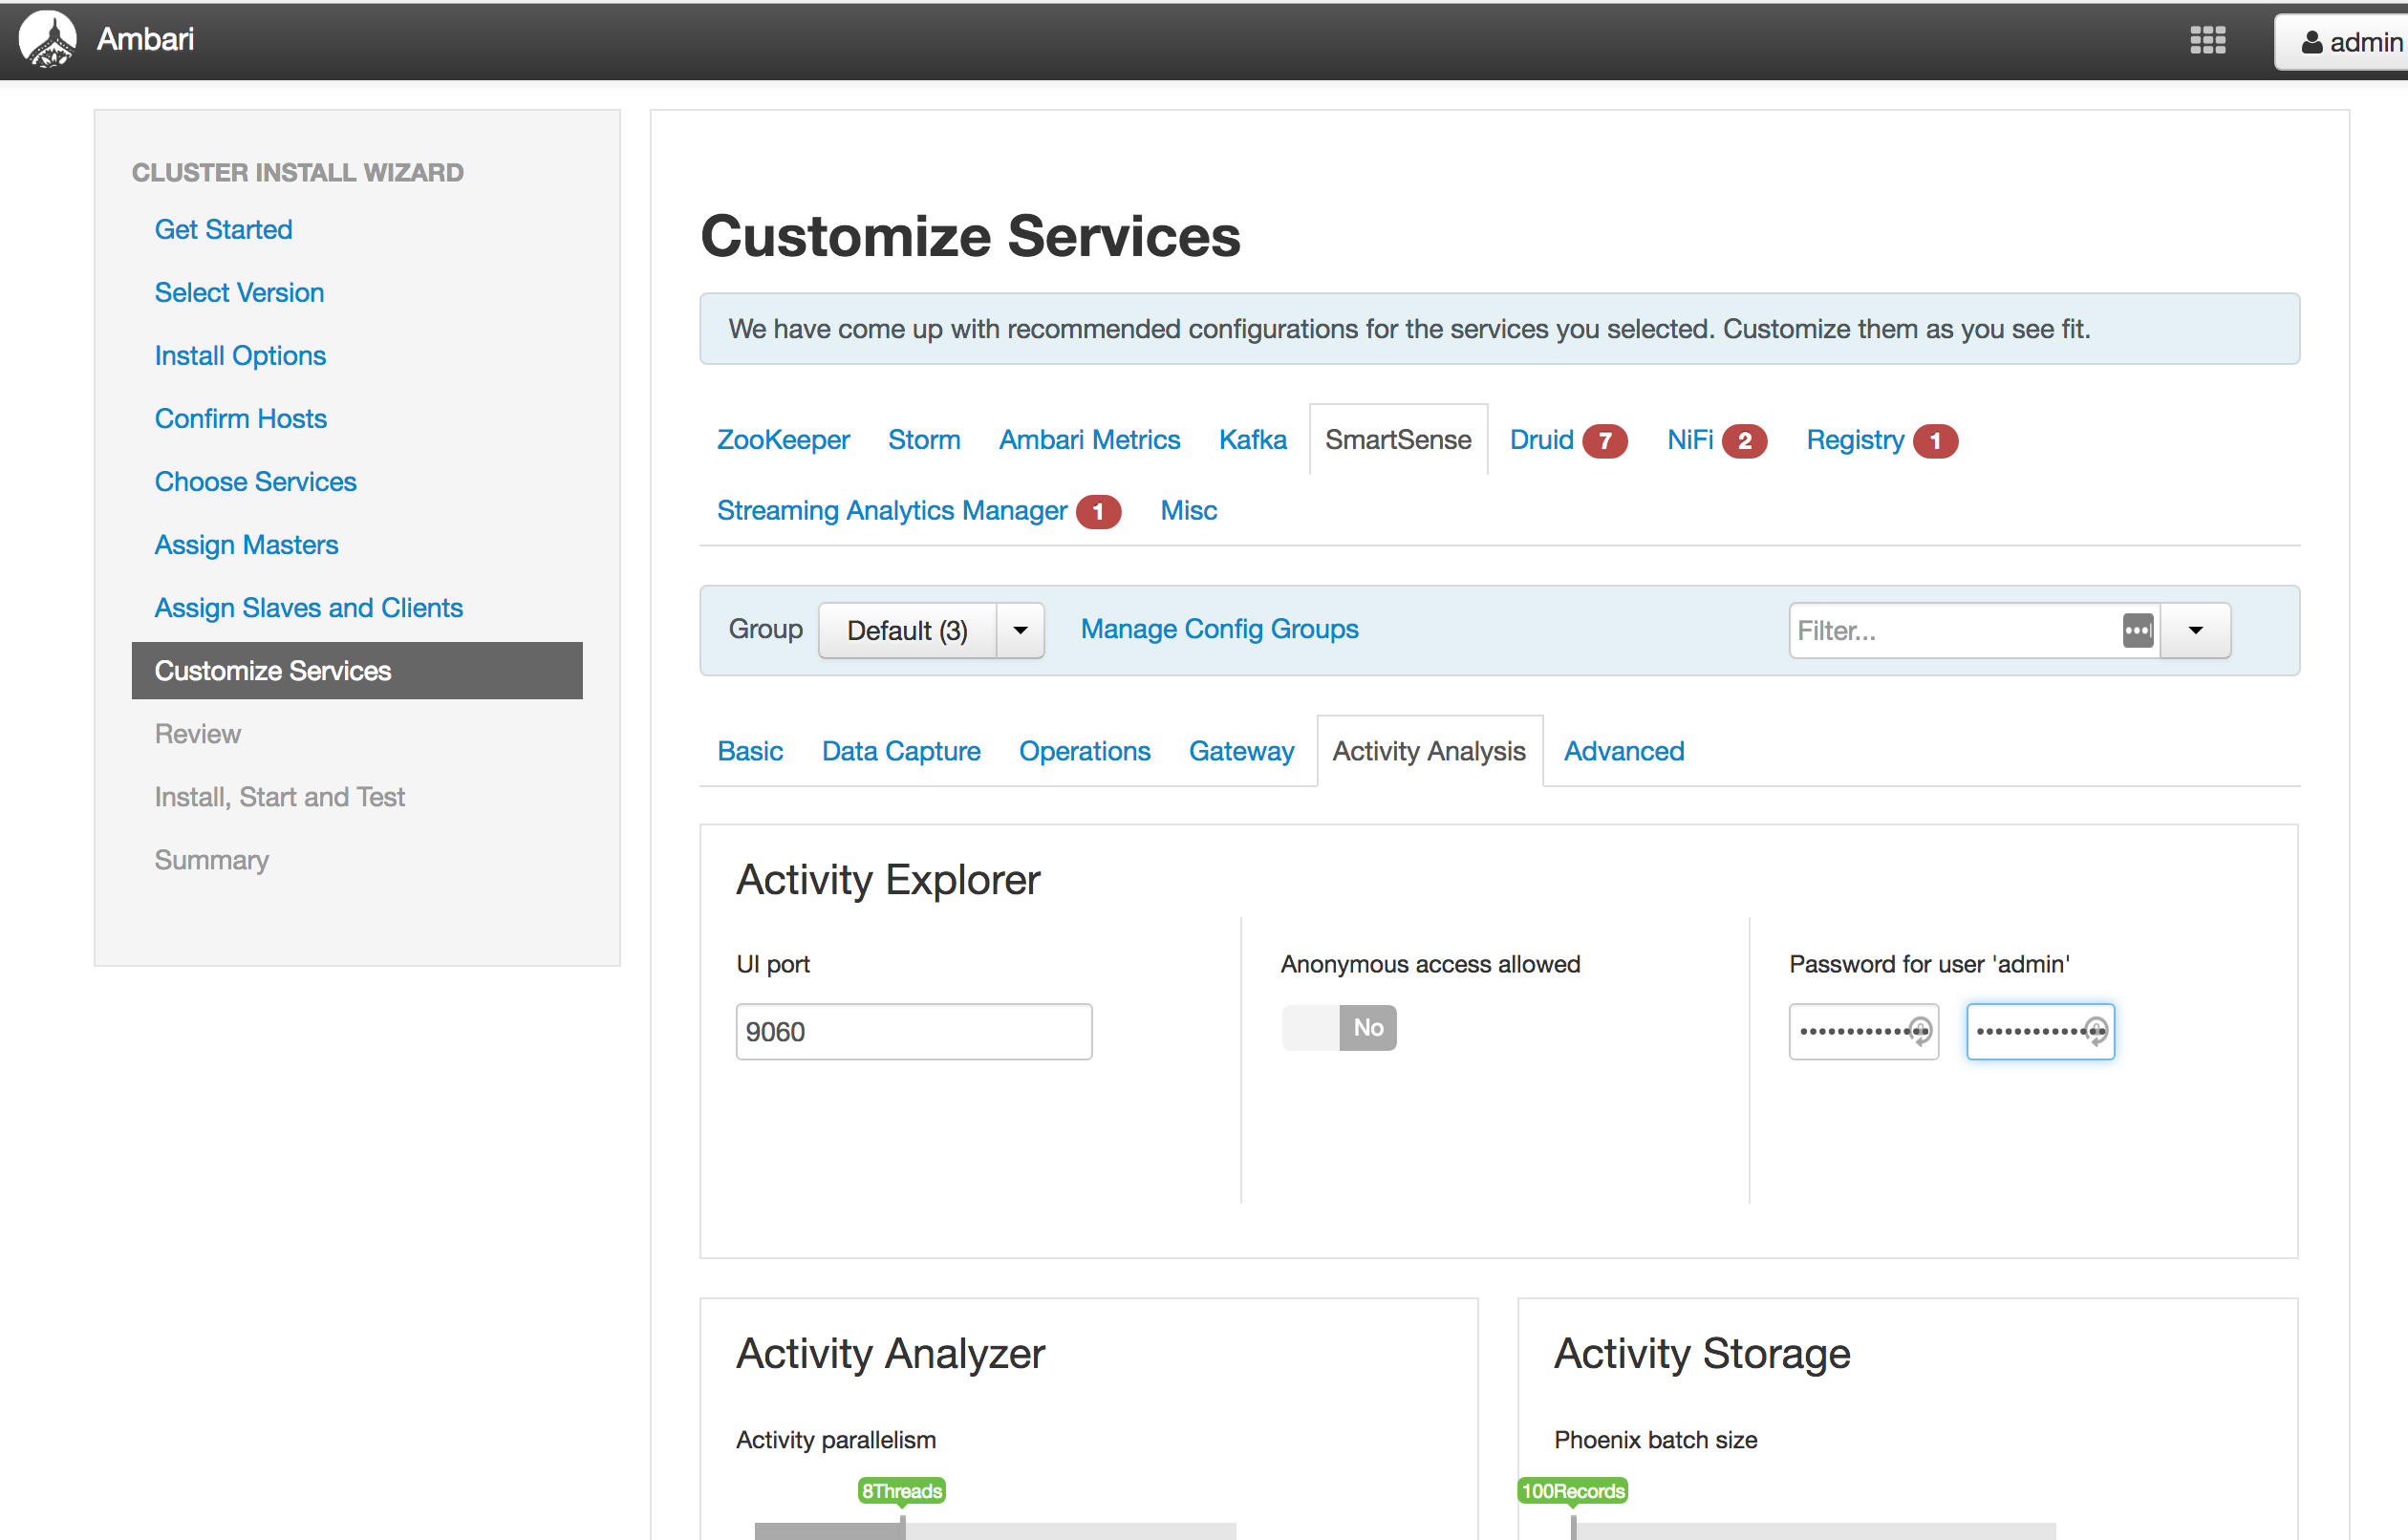 Ambari
admin
CLUSTER INSTALL WIZARD
Get Started
Select Version
Install Options
Confirm Hosts
Choose Services
Assign Masters
Assign Slaves and Clients
Customize Services
Review
Install, Start and Test
Summary
Customize Services
We have come up with recommended configurations for the services you selected. Customize them as you see fit.
ZooKeeper Storm Ambari Metrics Kafka SmartSense Druid 7 NiFi 2 Registry 1
Streaming Analytics Manager 1 Misc
Group Default (3) Manage Config Groups Filter...
Basic Data Capture Operations Gateway Activity Analysis Advanced
Activity Explorer
UI port Anonymous access allowed Password for user 'admin'
9060 No
Activity Analyzer Activity Storage
Activity parallelism Phoenix batch size
8Threads 100Records